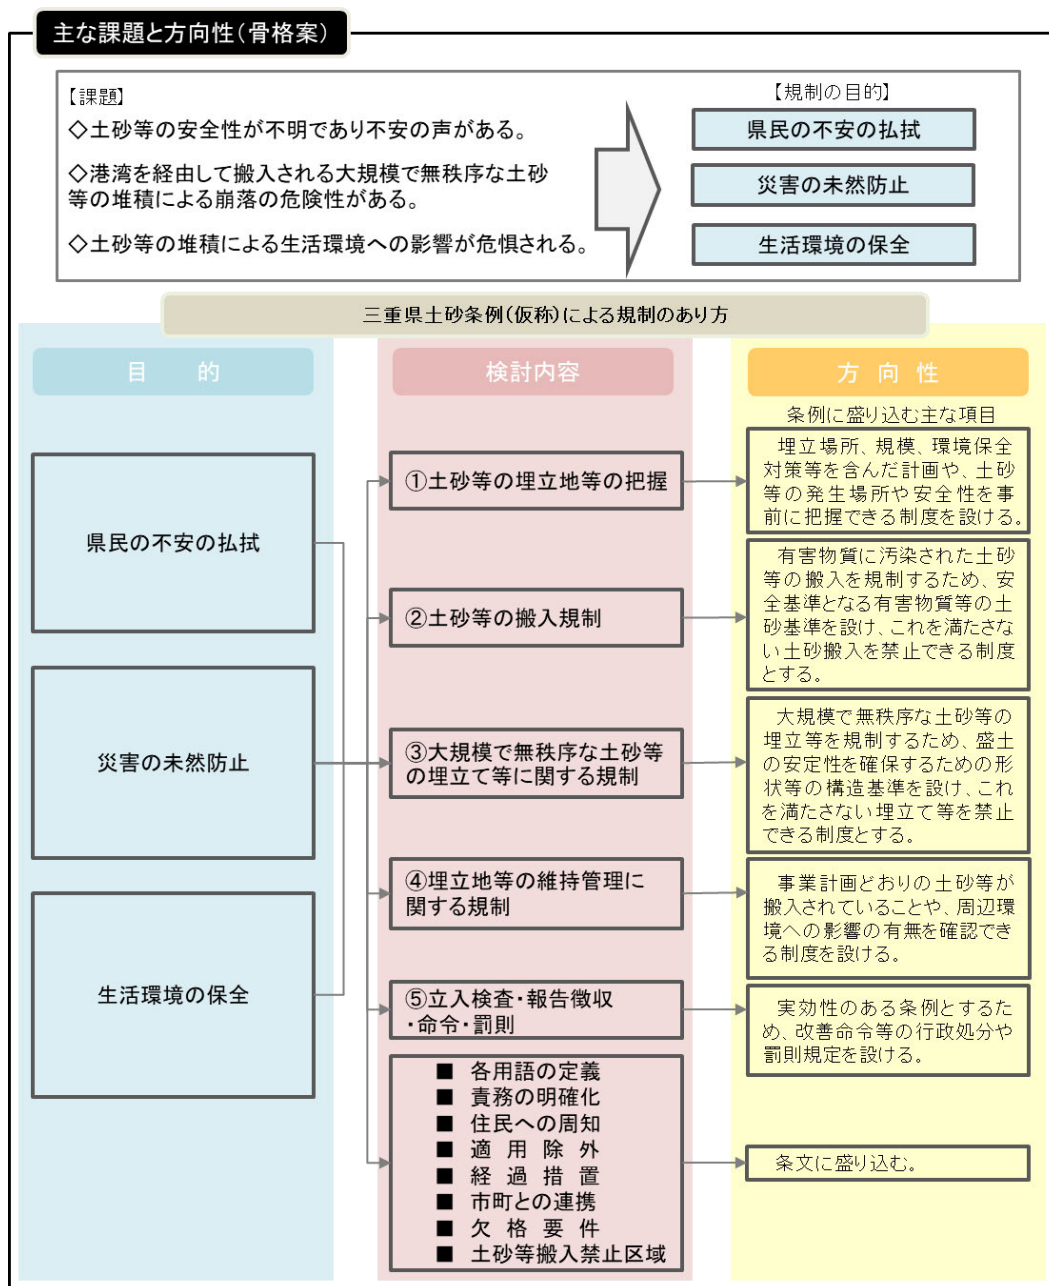 主な課題と方向性(骨格案)
【課題】
◇土砂等の安全性が不明であり不安の声がある。
◇港湾を経由して搬入される大規模で無秩序な土砂
等の堆積による崩落の危険性がある。
◇土砂等の堆積による生活環境への影響が危惧される。
【規制の目的】
県民の不安の払拭
災害の未然防止
生活環境の保全
三重県土砂条例(仮称)による規制のあり方
目 的
県民の不安の払拭
災害の未然防止
生活環境の保全
検討内容
①土砂等の埋立地等の把握
②土砂等の搬入規制
③大規模で無秩序な土砂等
の埋立て等に関する規制
④埋立地等の維持管理に
関する規制
⑤立入検査・報告徴収
・命令・罰則
■ 各用語の定義
■ 責務の明確化
■ 住民への周知
■ 適用除外
■ 経過措置
■ 市町との連携
■ 欠格要件
■ 土砂等搬入禁止区域
方 向 性
条例に盛り込む主な項目
埋立場所、規模、環境保全
対策等を含んだ計画や、土砂
等の発生場所や安全性を事
前に把握できる制度を設ける。
有害物質に汚染された土砂
等の搬入を規制するため、安
全基準となる有害物質等の土
砂基準を設け、これを満たさな
い土砂搬入を禁止できる制度
とする。
大規模で無秩序な土砂等の
埋立等を規制するため、盛土
の安定性を確保するための形
状等の構造基準を設け、これ
を満たさない埋立て等を禁止
できる制度とする。
事業計画どおりの土砂等が
搬入されていることや、周辺環
境への影響の有無を確認でき
る制度を設ける。
実効性のある条例とするた
め、改善命令等の行政処分や
罰則規定を設ける。
条文に盛り込む。